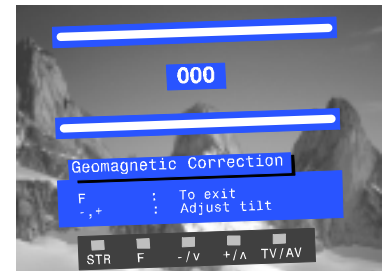 000
Geomagnetic Correction
F : To exit
-,+ : Adjust tilt
STR F -/v +/ʌ TV/AV